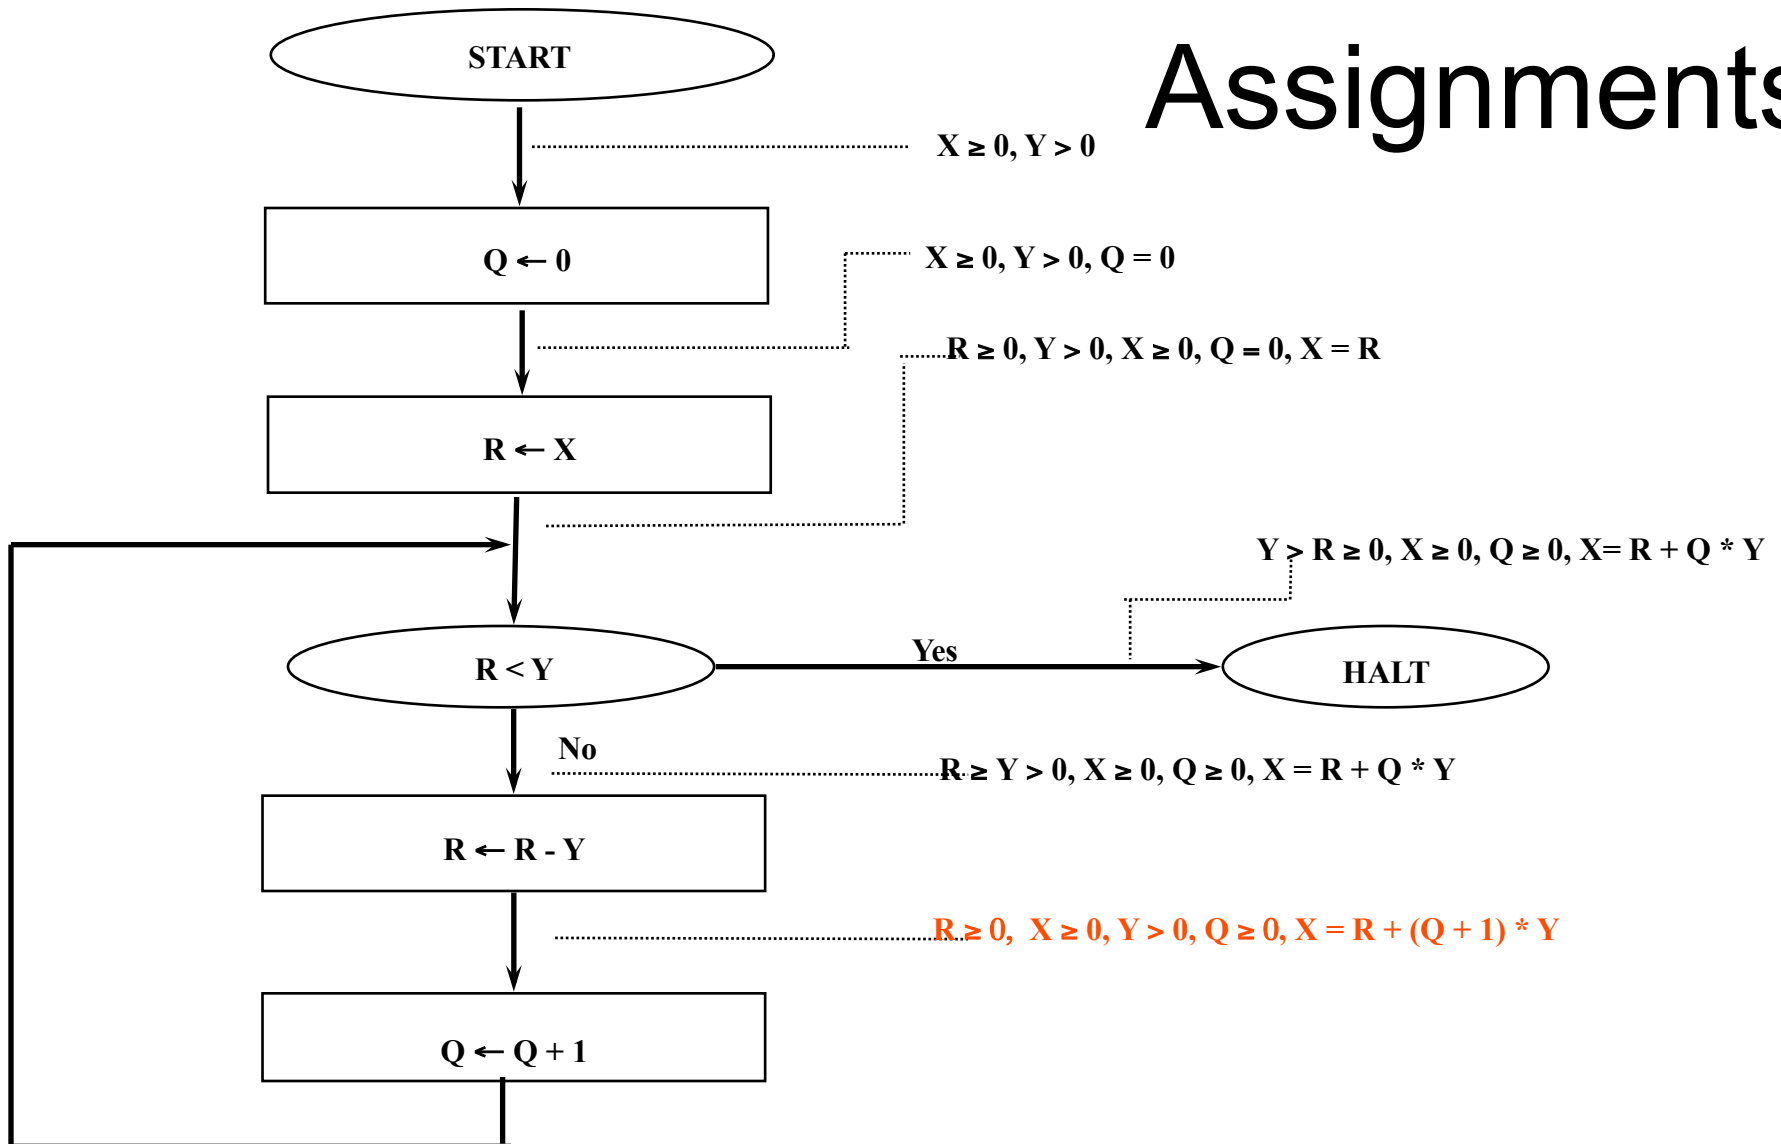 START
Assignments
X ≥ 0, Y > 0
Q ← 0
X ≥ 0, Y > 0, Q = 0
R ≥ 0, Y > 0, X ≥ 0, Q = 0, X = R
R ← X
Y > R ≥ 0, X ≥ 0, Q ≥ 0, X= R + Q * Y
R < Y
Yes
HALT
No
R ≥ Y > 0, X ≥ 0, Q ≥ 0, X = R + Q * Y
R ← R - Y
R ≥ 0, X ≥ 0, Y > 0, Q ≥ 0, X = R + (Q + 1) * Y
Q ← Q + 1